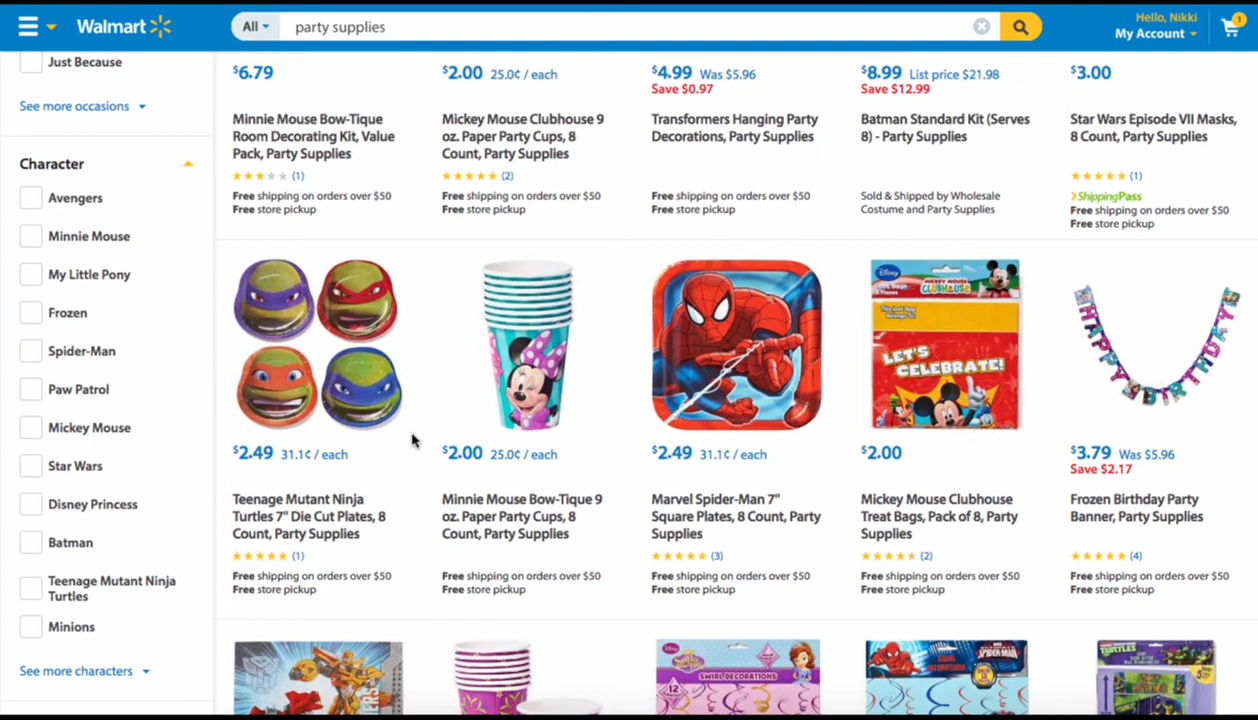 Walmart
All
party supplies
Hello, Nikki
My Account
1
Just Because
See more occasions
Character
Avengers
Minnie Mouse
My Little Pony
Frozen
Spider-Man
Paw Patrol
Mickey Mouse
Star Wars
Disney Princess
Batman
Teenage Mutant Ninja
Turtles
Minions
See more characters
$6.79
Minnie Mouse Bow-Tique
Room Decorating Kit, Value
Pack, Party Supplies
(1)
Free shipping on orders over $50
Free store pickup
$2.00 25.0¢ / each
Mickey Mouse Clubhouse 9
oz. Paper Party Cups, 8
Count, Party Supplies
(2)
Free shipping on orders over $50
Free store pickup
$4.99 Was $5.96
Save $0.97
Transformers Hanging Party
Decorations, Party Supplies
Free shipping on orders over $50
Free store pickup
$8.99 List price $21.98
Save $12.99
Batman Standard Kit (Serves
8) - Party Supplies
Sold & Shipped by Wholesale
Costume and Party Supplies
$3.00
Star Wars Episode VII Masks,
8 Count, Party Supplies
(1)
ShippingPass
Free shipping on orders over $50
Free store pickup
$2.49 31.1¢ / each
Teenage Mutant Ninja
Turtles 7" Die Cut Plates, 8
Count, Party Supplies
(1)
Free shipping on orders over $50
Free store pickup
$2.00 25.0¢ / each
Minnie Mouse Bow-Tique 9
oz. Paper Party Cups, 8
Count, Party Supplies
Free shipping on orders over $50
Free store pickup
$2.49 31.1¢ / each
Marvel Spider-Man 7"
Square Plates, 8 Count, Party
Supplies
(3)
Free shipping on orders over $50
Free store pickup
Disney
MICKEY MOUSE
CLUBHOUSE
LET'S
CELEBRATE!
$2.00
Mickey Mouse Clubhouse
Treat Bags, Pack of 8, Party
Supplies
(2)
Free shipping on orders over $50
Free store pickup
HAPPY BIRTHDAY
$3.79 Was $5.96
Save $2.17
Frozen Birthday Party
Banner, Party Supplies
(4)
Free shipping on orders over $50
Free store pickup
Disney
SWIRL DECORATIONS
12
SPIDER-MAN
TURTLES